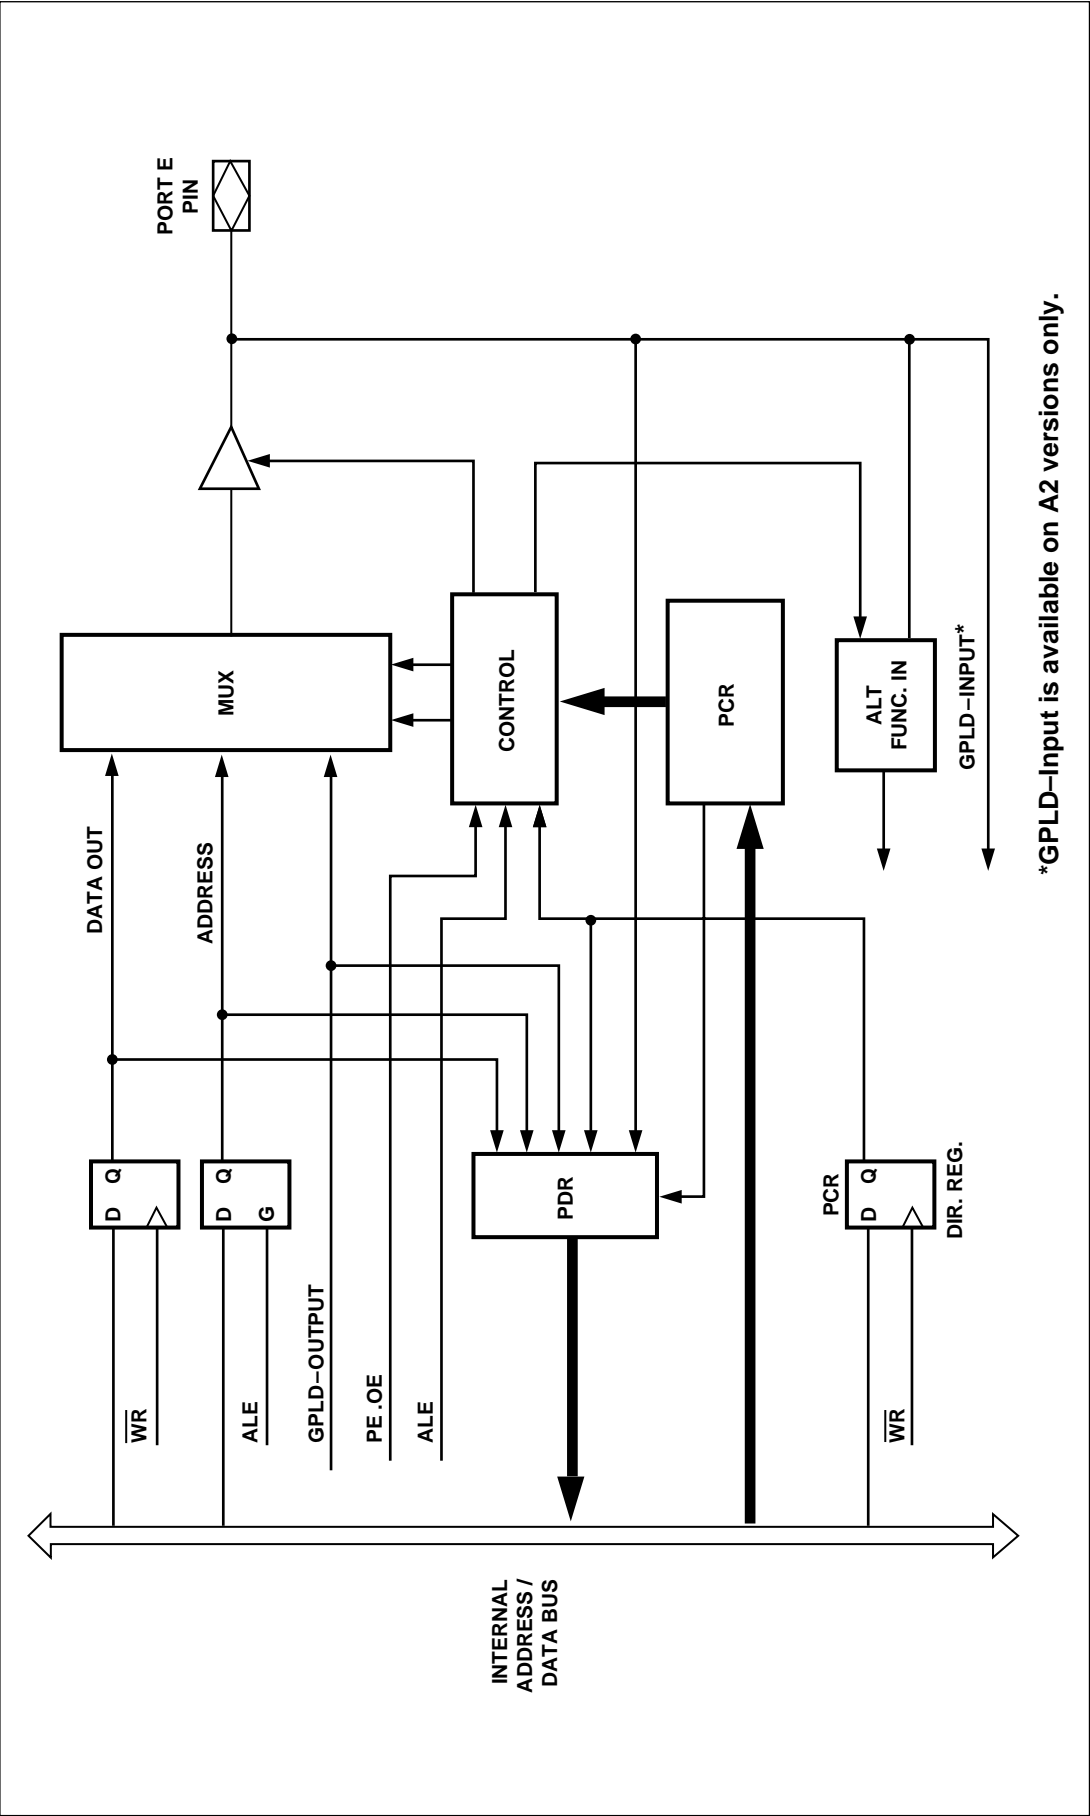 INTERNAL
ADDRESS /
DATA BUS
WR
D Q
DATA OUT
ALE
D Q
G
ADDRESS
GPLD–OUTPUT
PE .OE
ALE
WR
PCR
D Q
DIR. REG.
PDR
MUX
CONTROL
PCR
ALT
FUNC. IN
GPLD–INPUT*
PORT E
PIN
*GPLD–Input is available on A2 versions only.